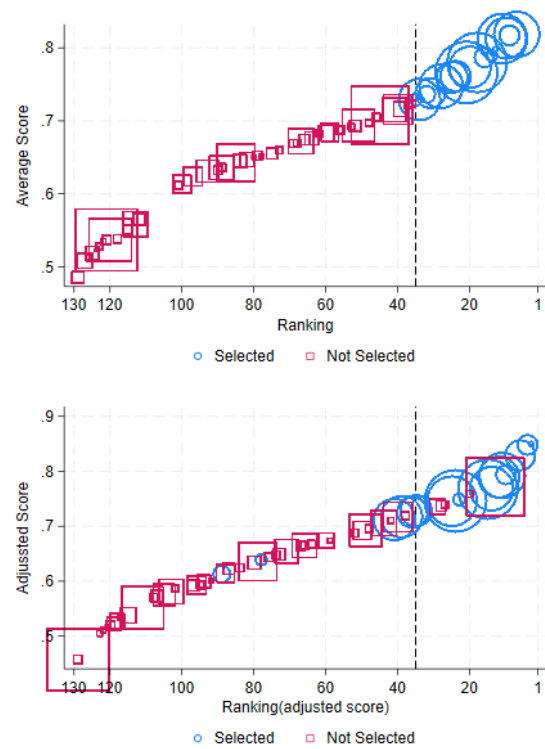 .8
.7
.6
.5
Average Score
130 120 100 80 60 40 20 1
Ranking
Selected Not Selected
.9
.8
.7
.6
.5
Adjussted Score
130 120 100 80 60 40 20 1
Ranking(adjusted score)
Selected Not Selected